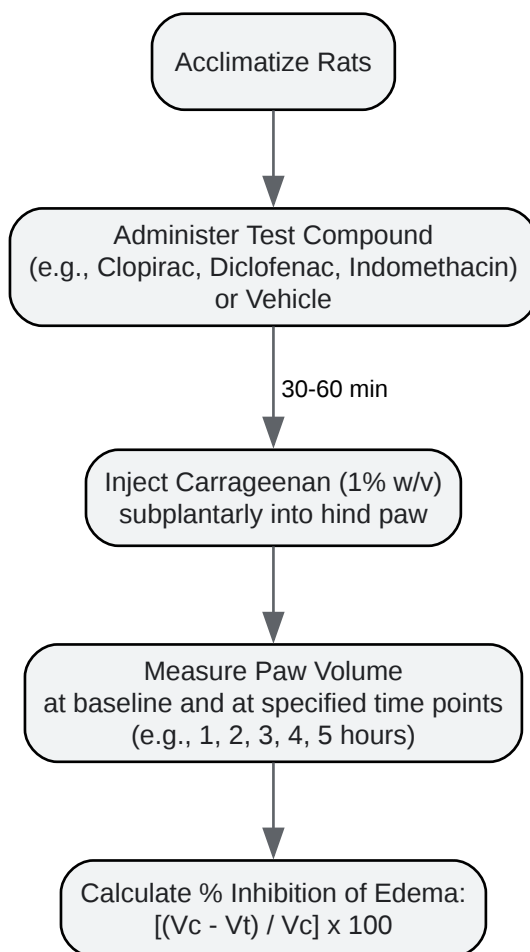 Acclimatize Rats
Administer Test Compound
(e.g., Clopirac, Diclofenac, Indomethacin)
or Vehicle
30-60 min
Inject Carrageenan (1% w/v)
subplantarly into hind paw
Measure Paw Volume
at baseline and at specified time points
(e.g., 1, 2, 3, 4, 5 hours)
Calculate % Inhibition of Edema:
[(Vc - Vt) / Vc] x 100